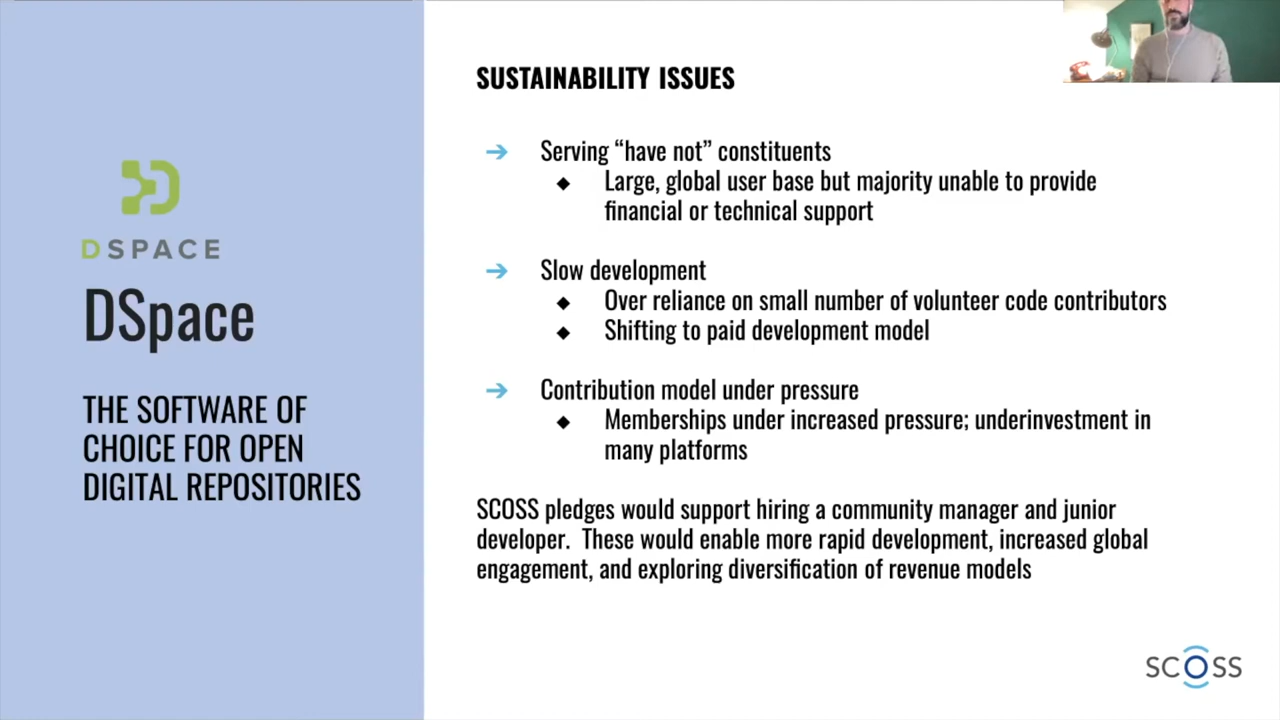 SUSTAINABILITY ISSUES
➔ Serving “have not” constituents
◆ Large, global user base but majority unable to provide
financial or technical support
➔ Slow development
◆ Over reliance on small number of volunteer code contributors
◆ Shifting to paid development model
➔ Contribution model under pressure
◆ Memberships under increased pressure; underinvestment in
many platforms
SCOSS pledges would support hiring a community manager and junior
developer. These would enable more rapid development, increased global
engagement, and exploring diversification of revenue models
DSPACE
DSpace
THE SOFTWARE OF
CHOICE FOR OPEN
DIGITAL REPOSITORIES
SCOSS